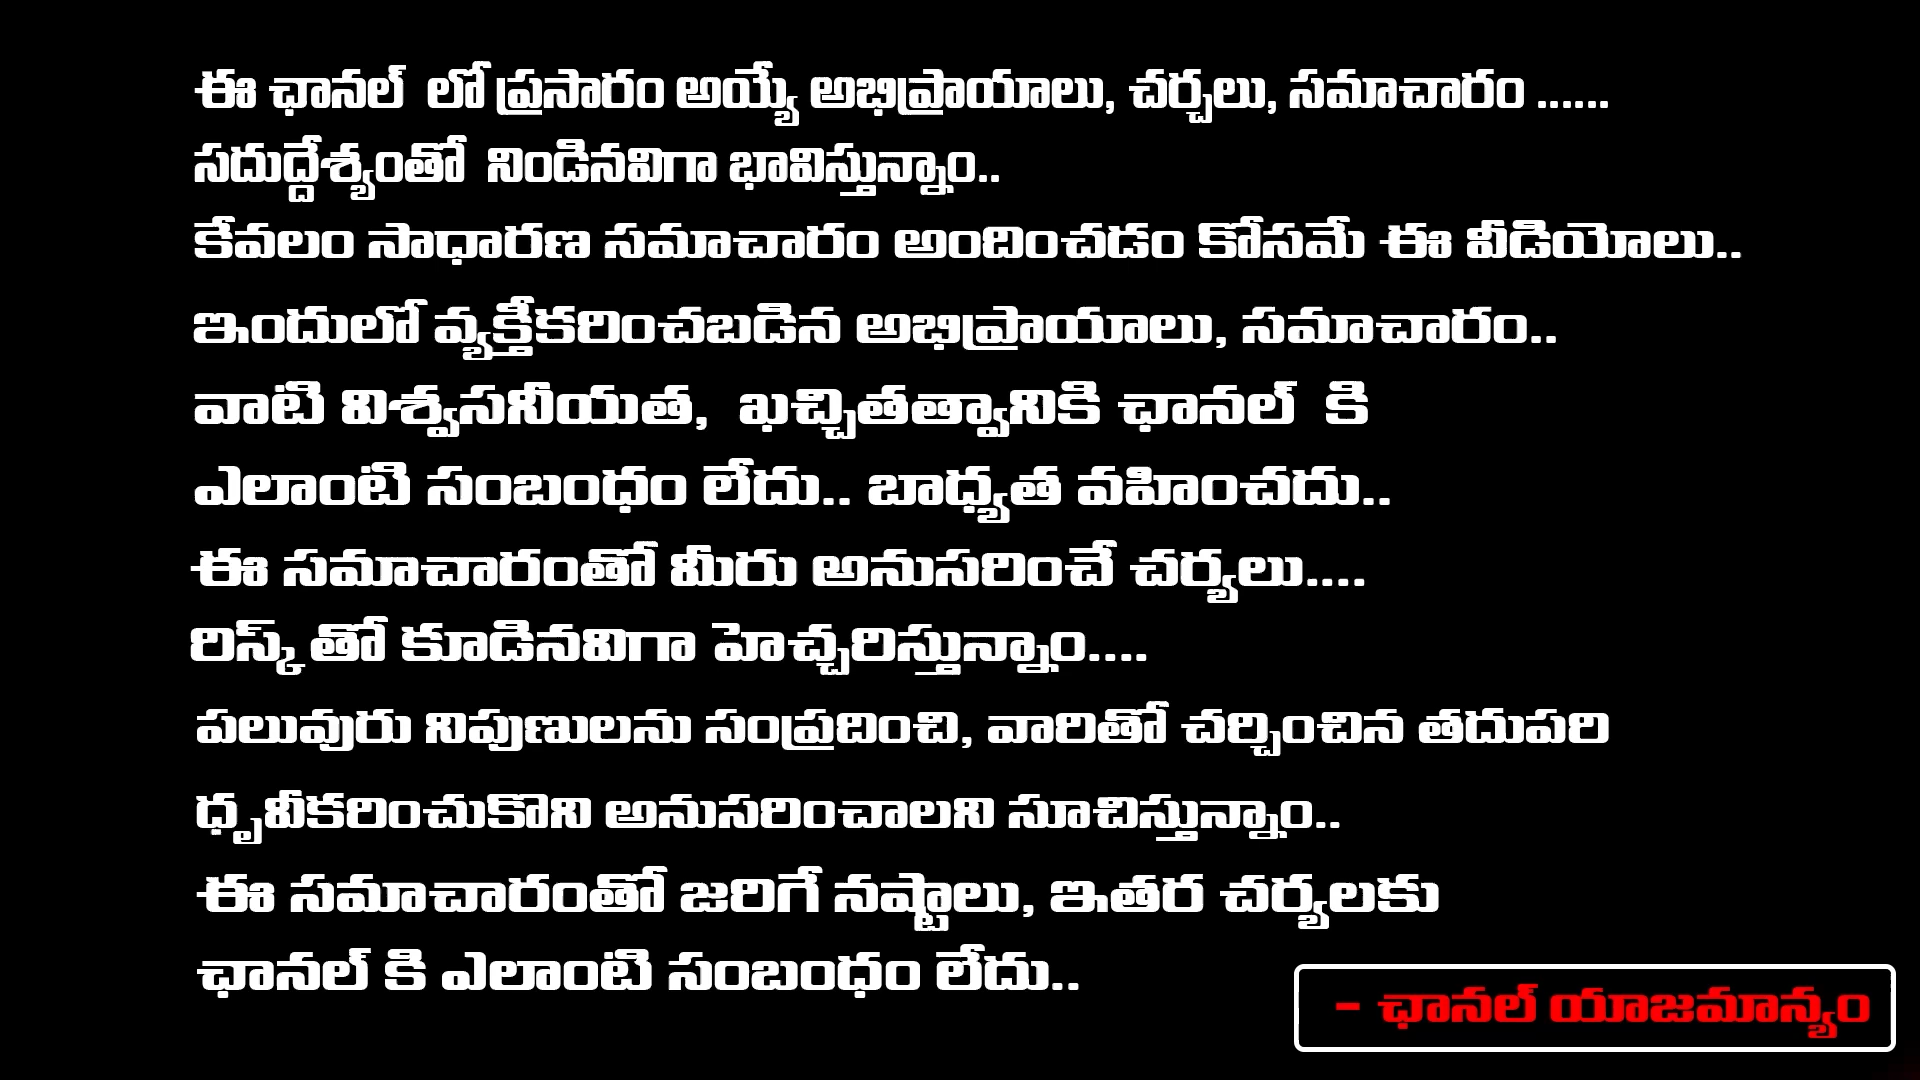 ఈ ఛానల్ లో ప్రసారం అయ్యే అభిప్రాయాలు, చర్చలు, సమాచారం ......
సదుద్దేశ్యంతో నిండినవిగా భావిస్తున్నాం..
కేవలం సాధారణ సమాచారం అందించడం కోసమే ఈ వీడియోలు..
ఇందులో వ్యక్తీకరించబడిన అభిప్రాయాలు, సమాచారం..
వాటి విశ్వసనీయత, ఖచ్చితత్వానికి ఛానల్ కి
ఎలాంటి సంబంధం లేదు.. బాధ్యత వహించదు..
ఈ సమాచారంతో మీరు అనుసరించే చర్యలు....
రిస్క్ తో కూడినవిగా హెచ్చరిస్తున్నాం....
పలువురు నిపుణులను సంప్రదించి, వారితో చర్చించిన తదుపరి
ధృవీకరించుకొని అనుసరించాలని సూచిస్తున్నాం..
ఈ సమాచారంతో జరిగే నష్టాలు, ఇతర చర్యలకు
ఛానల్ కి ఎలాంటి సంబంధం లేదు..
- ఛానల్ యాజమాన్యం